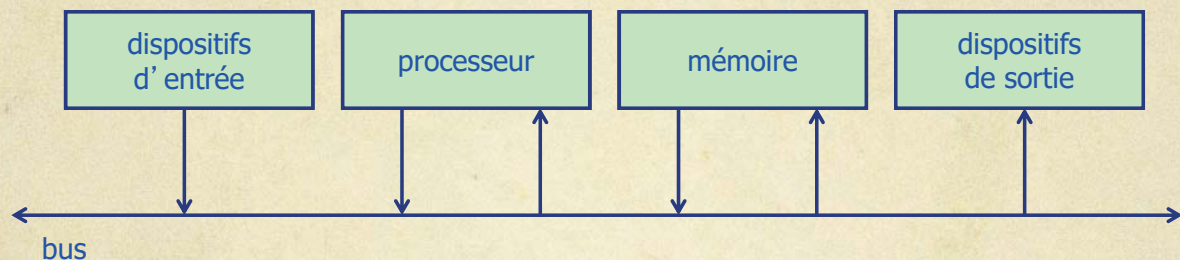 dispositifs
d’ entrée
processeur
mémoire
dispositifs
de sortie
bus